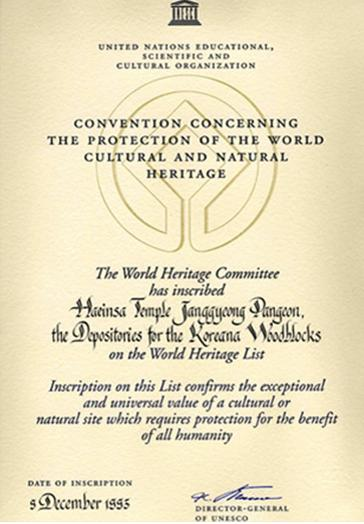 UNITED NATIONS EDUCATIONAL,
SCIENTIFIC AND
CULTURAL ORGANIZATION
CONVENTION CONCERNING
THE PROTECTION OF THE WORLD
CULTURAL AND NATURAL
HERITAGE
The World Heritage Committee
has inscribed
Haeinsa Temple Janggyeong Pangeon,
the Depositories for the Koreana Woodblocks
on the World Heritage List
Inscription on this List confirms the exceptional
and universal value of a cultural or
natural site which requires protection for the benefit
of all humanity
DATE OF INSCRIPTION
9 December 1995
DIRECTOR-GENERAL
OF UNESCO